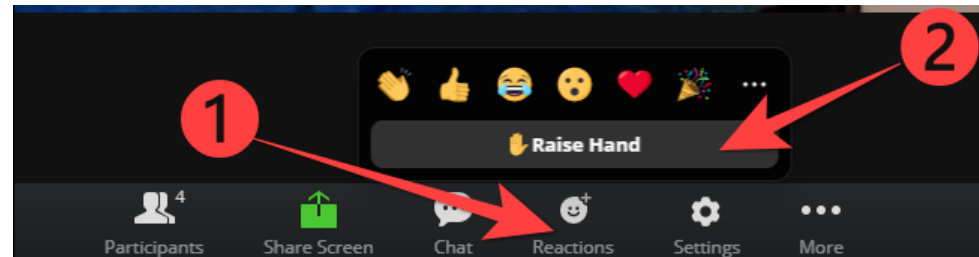 2
1
Raise Hand
4
Participants
Share Screen
Chat
Reactions
Settings
More